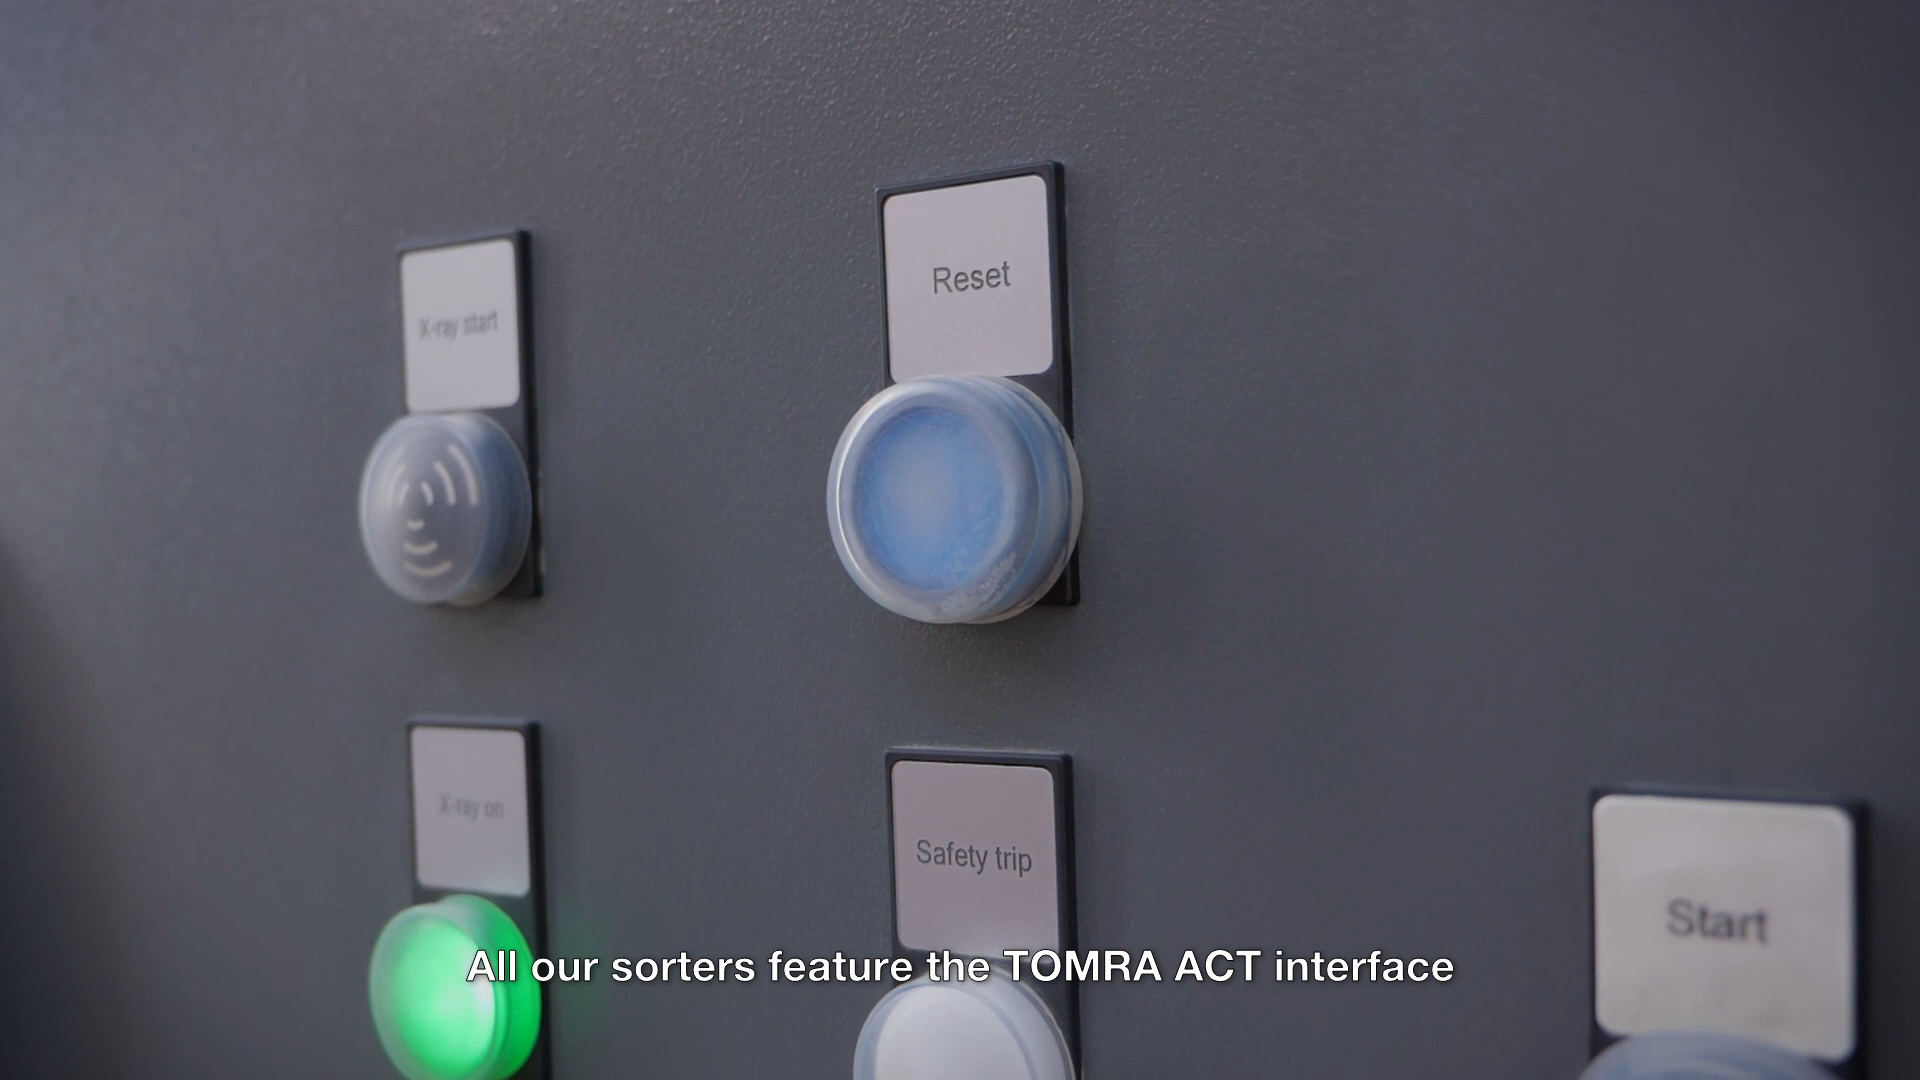 X-ray start
Reset
X-ray on
Safety trip
Start
All our sorters feature the TOMRA ACT interface